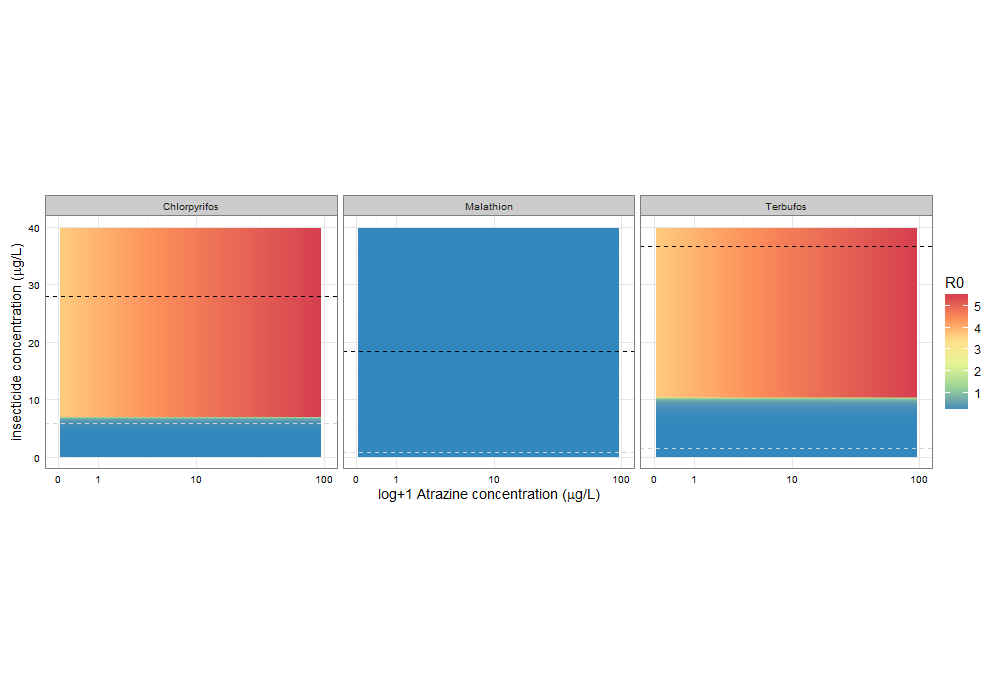 Chlorpyrifos Malathion Terbufos
insecticide concentration (μg/L)
40
30
20
10
0
0 1 10 100 0 1 10 100 0 1 10 100
log+1 Atrazine concentration (μg/L)
R0
5
4
3
2
1